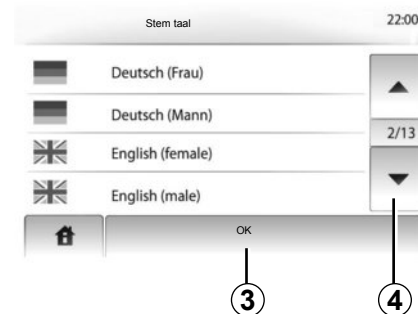 Stem taal 22:00
Deutsch (Frau)
Deutsch (Mann)
2/13
English (female)
English (male)
OK
3 4